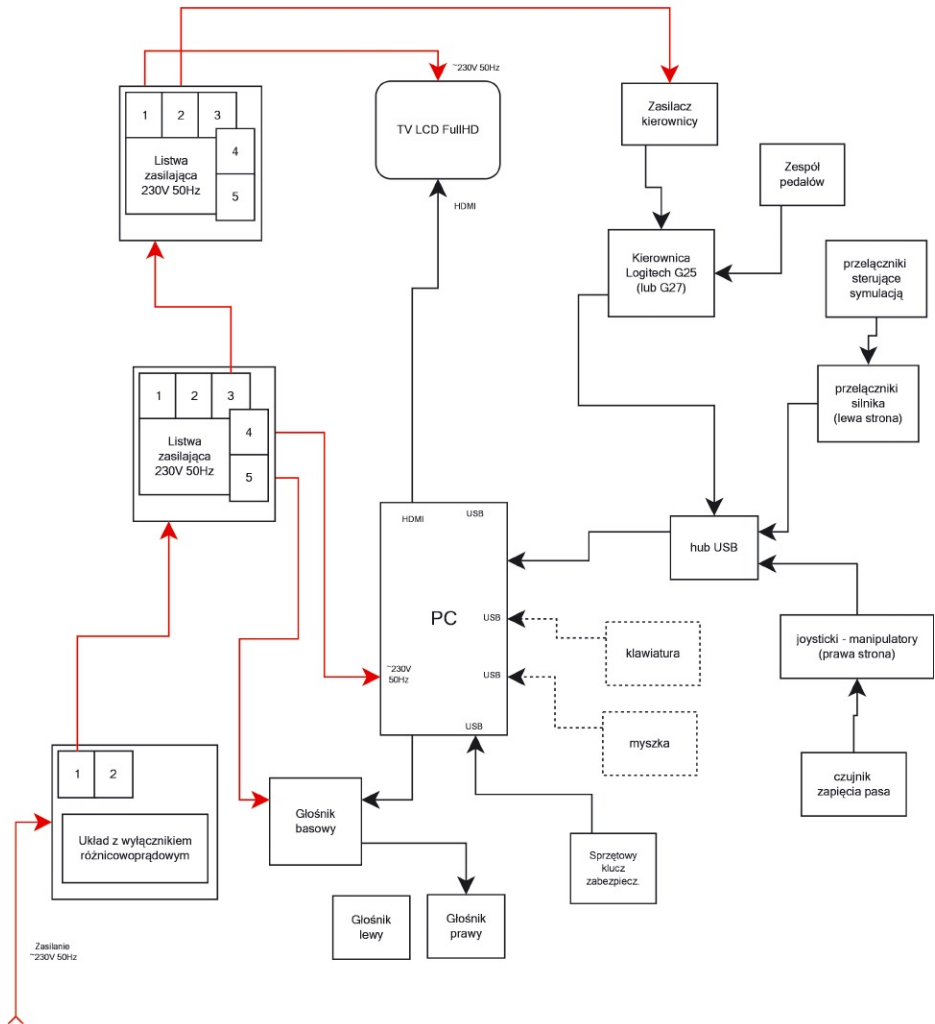 ~230V 50Hz
1
2
3
4
5
Listwa
zasilająca
230V 50Hz
TV LCD FullHD
HDMI
Zasilacz
kierownicy
Zespół
pedałów
Kierownica
Logitech G25
(lub G27)
przelączniki
sterujące
symulacją
przelączniki
silnika
(lewa strona)
1
2
3
4
5
Listwa
zasilająca
230V 50Hz
HDMI
USB
PC
USB
~230V
50Hz
USB
USB
hub USB
klawiatura
myszka
joysticki - manipulatory
(prawa strona)
czujnik
zapięcia pasa
1
2
Układ z wyłącznikiem
różnicowoprądowym
Głośnik
basowy
Głośnik
lewy
Głośnik
prawy
Sprzętowy
klucz
zabezpiecz.
Zasilanie
~230V 50Hz